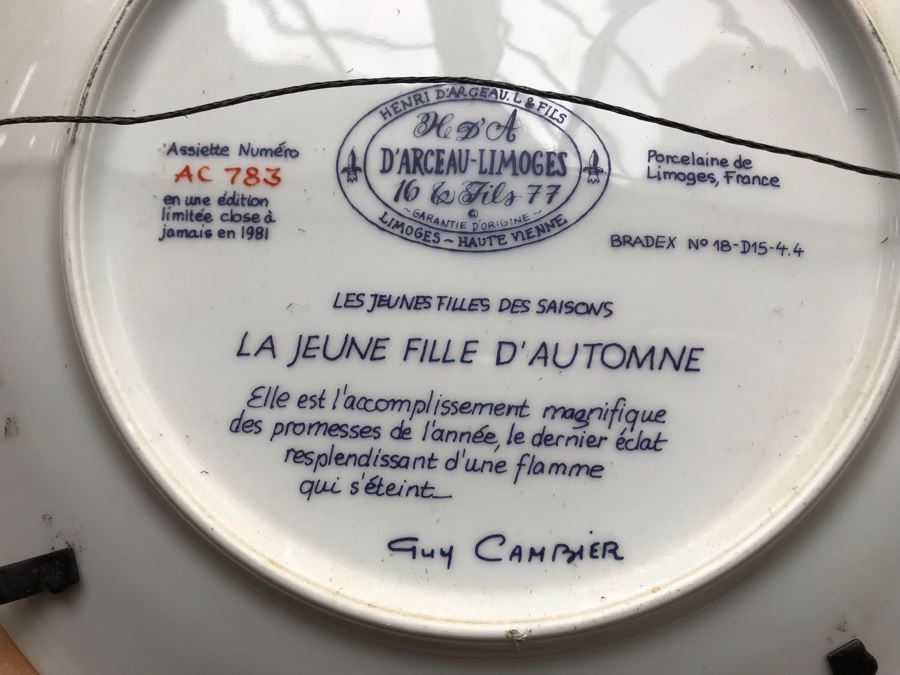 HENRI D'ARCEAU. L & FILS
H D'A
D'ARCEAU-LIMOGES
16 & Fils 77
~GARANTIE D'ORIGINE~
©
LIMOGES ~ HAUTE VIENNE
Assiette Numéro
AC 783
en une édition
limitée close à
jamais en 1981
Porcelaine de
Limoges, France
BRADEX Nº 18-D15-4.4
LES JEUNES FILLES DES SAISONS
LA JEUNE FILLE D'AUTOMNE
Elle est l'accomplissement magnifique
des promesses de l'année, le dernier éclat
resplendissant d'une flamme
qui s'éteint
Guy CAMBIER